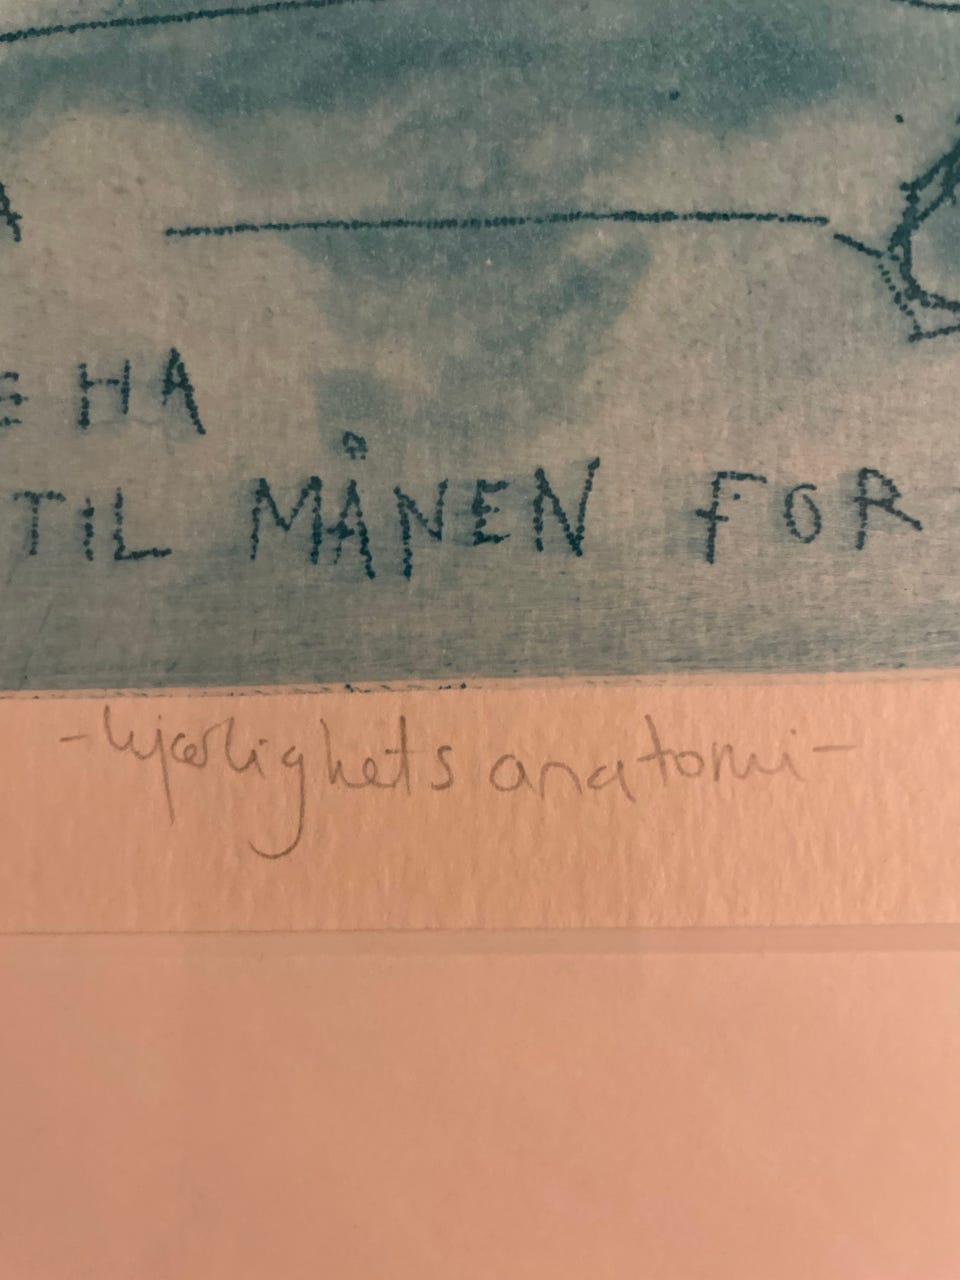 HA
TIL MÅNEN FOR
- kjærlighets anatomi -